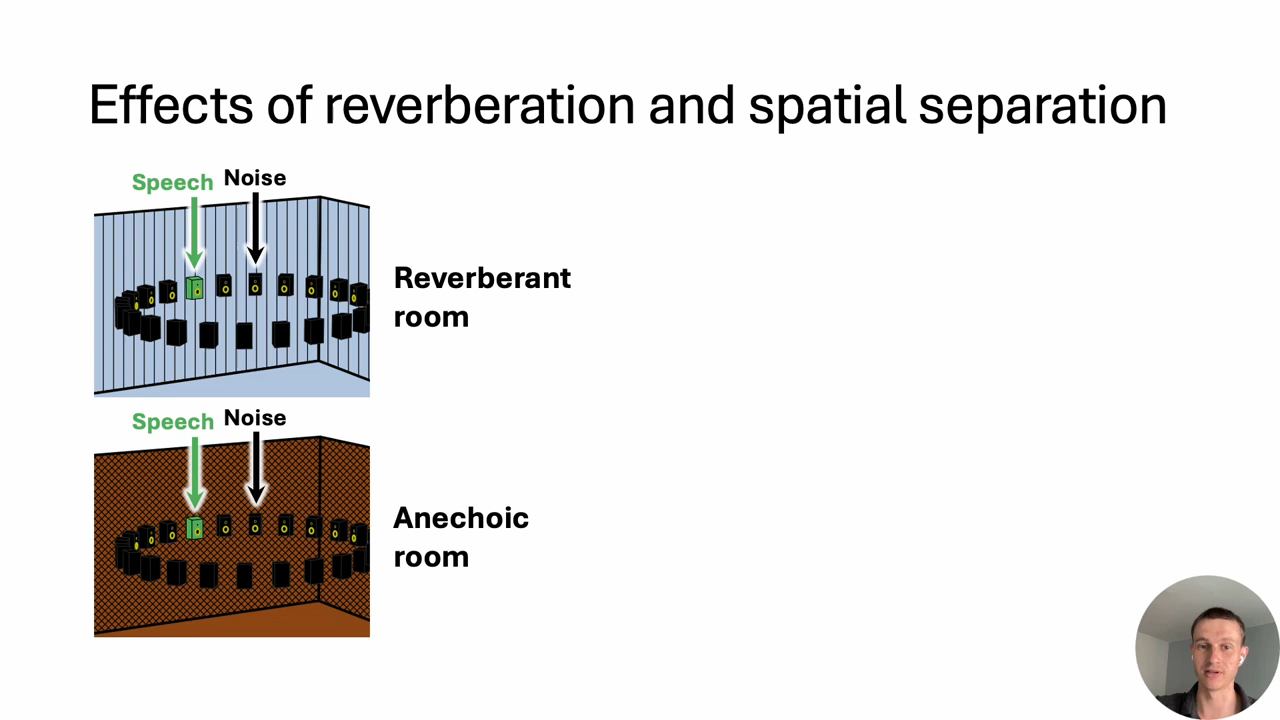 Effects of reverberation and spatial separation
Speech Noise
Reverberant
room
Speech Noise
Anechoic
room